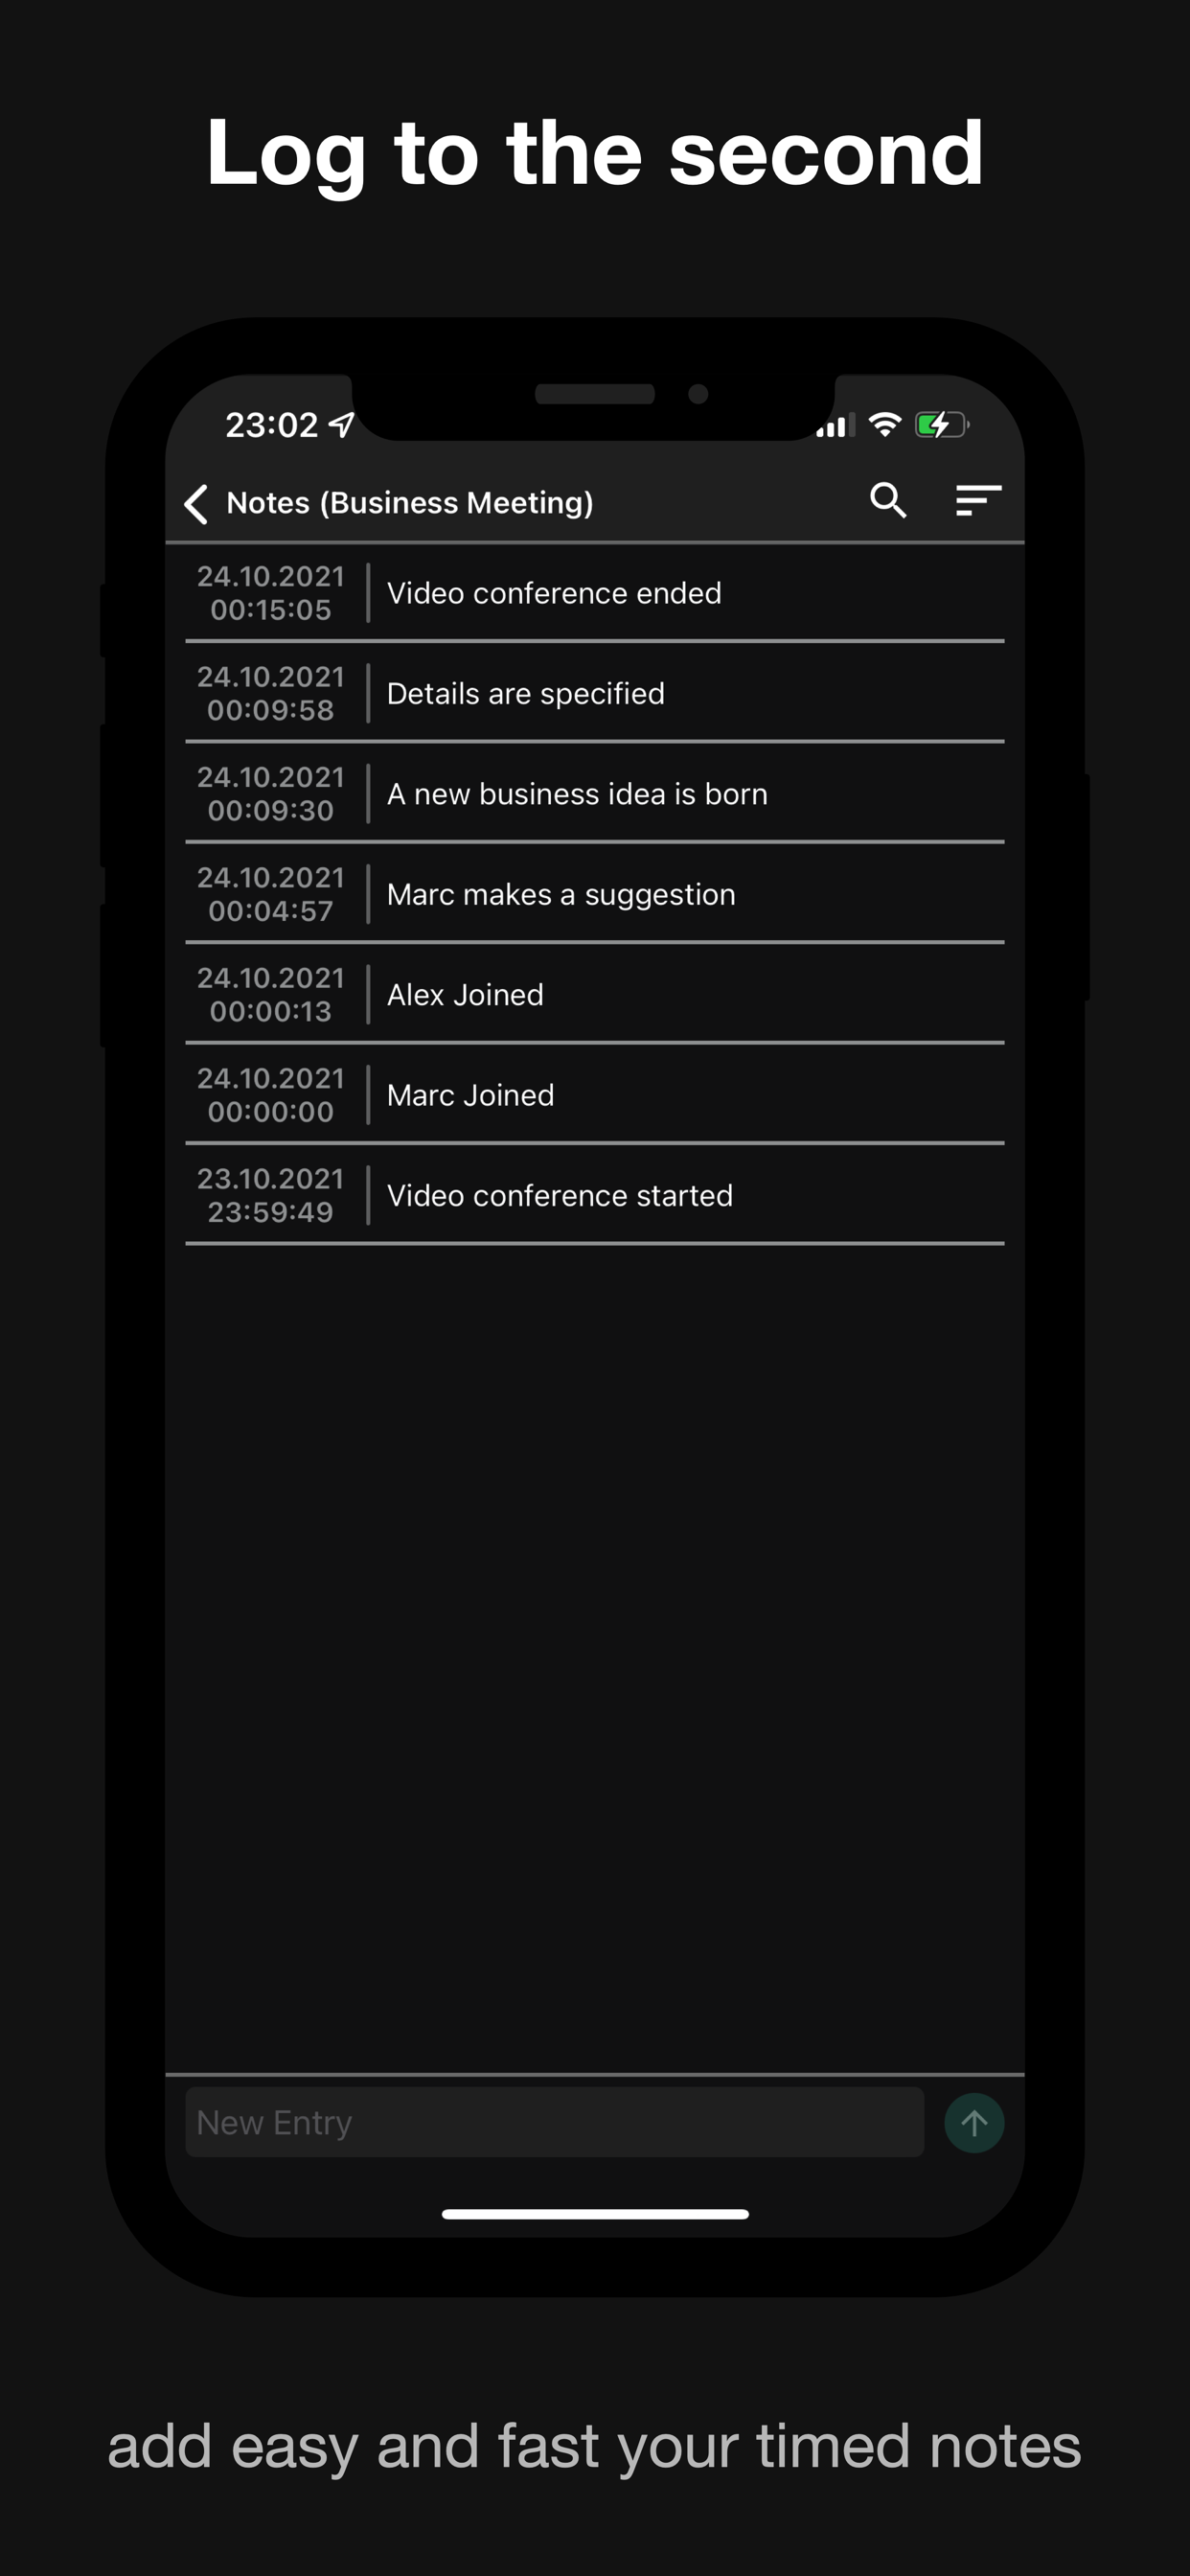 Log to the second
23:02
Notes (Business Meeting)
24.10.2021
00:15:05
Video conference ended
24.10.2021
00:09:58
Details are specified
24.10.2021
00:09:30
A new business idea is born
24.10.2021
00:04:57
Marc makes a suggestion
24.10.2021
00:00:13
Alex Joined
24.10.2021
00:00:00
Marc Joined
23.10.2021
23:59:49
Video conference started
New Entry
add easy and fast your timed notes